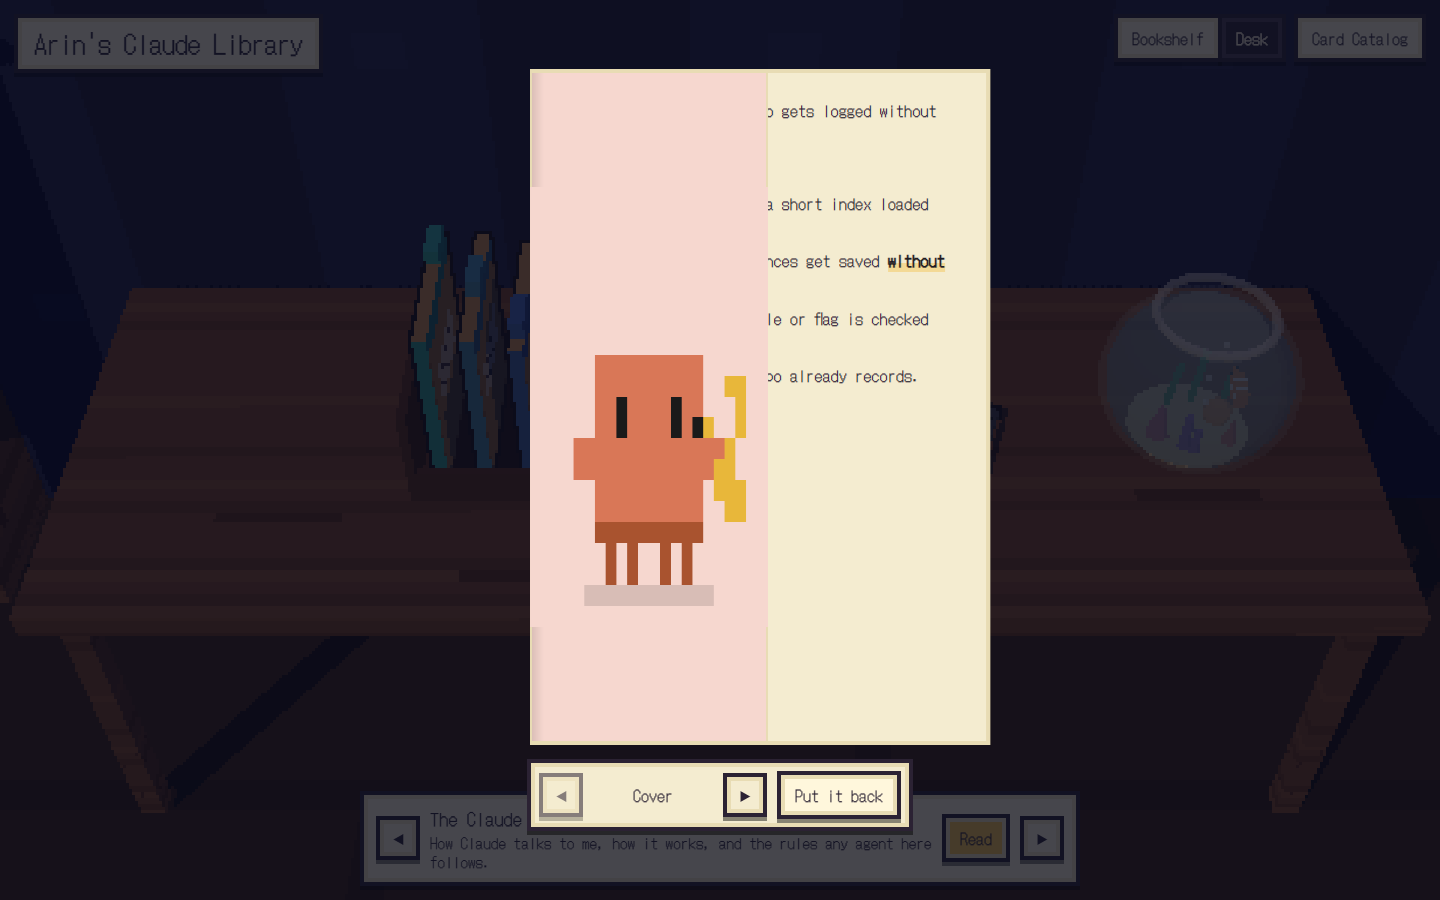 Arin's Claude Library
Bookshelf
Desk
Card Catalog
gets logged without
short index loaded
get saved without
or flag is checked
already records.
◀
Cover
▶
Put it back
◀
The Claude
How Claude talks to me, how it works, and the rules any agent here
follows.
Read
▶